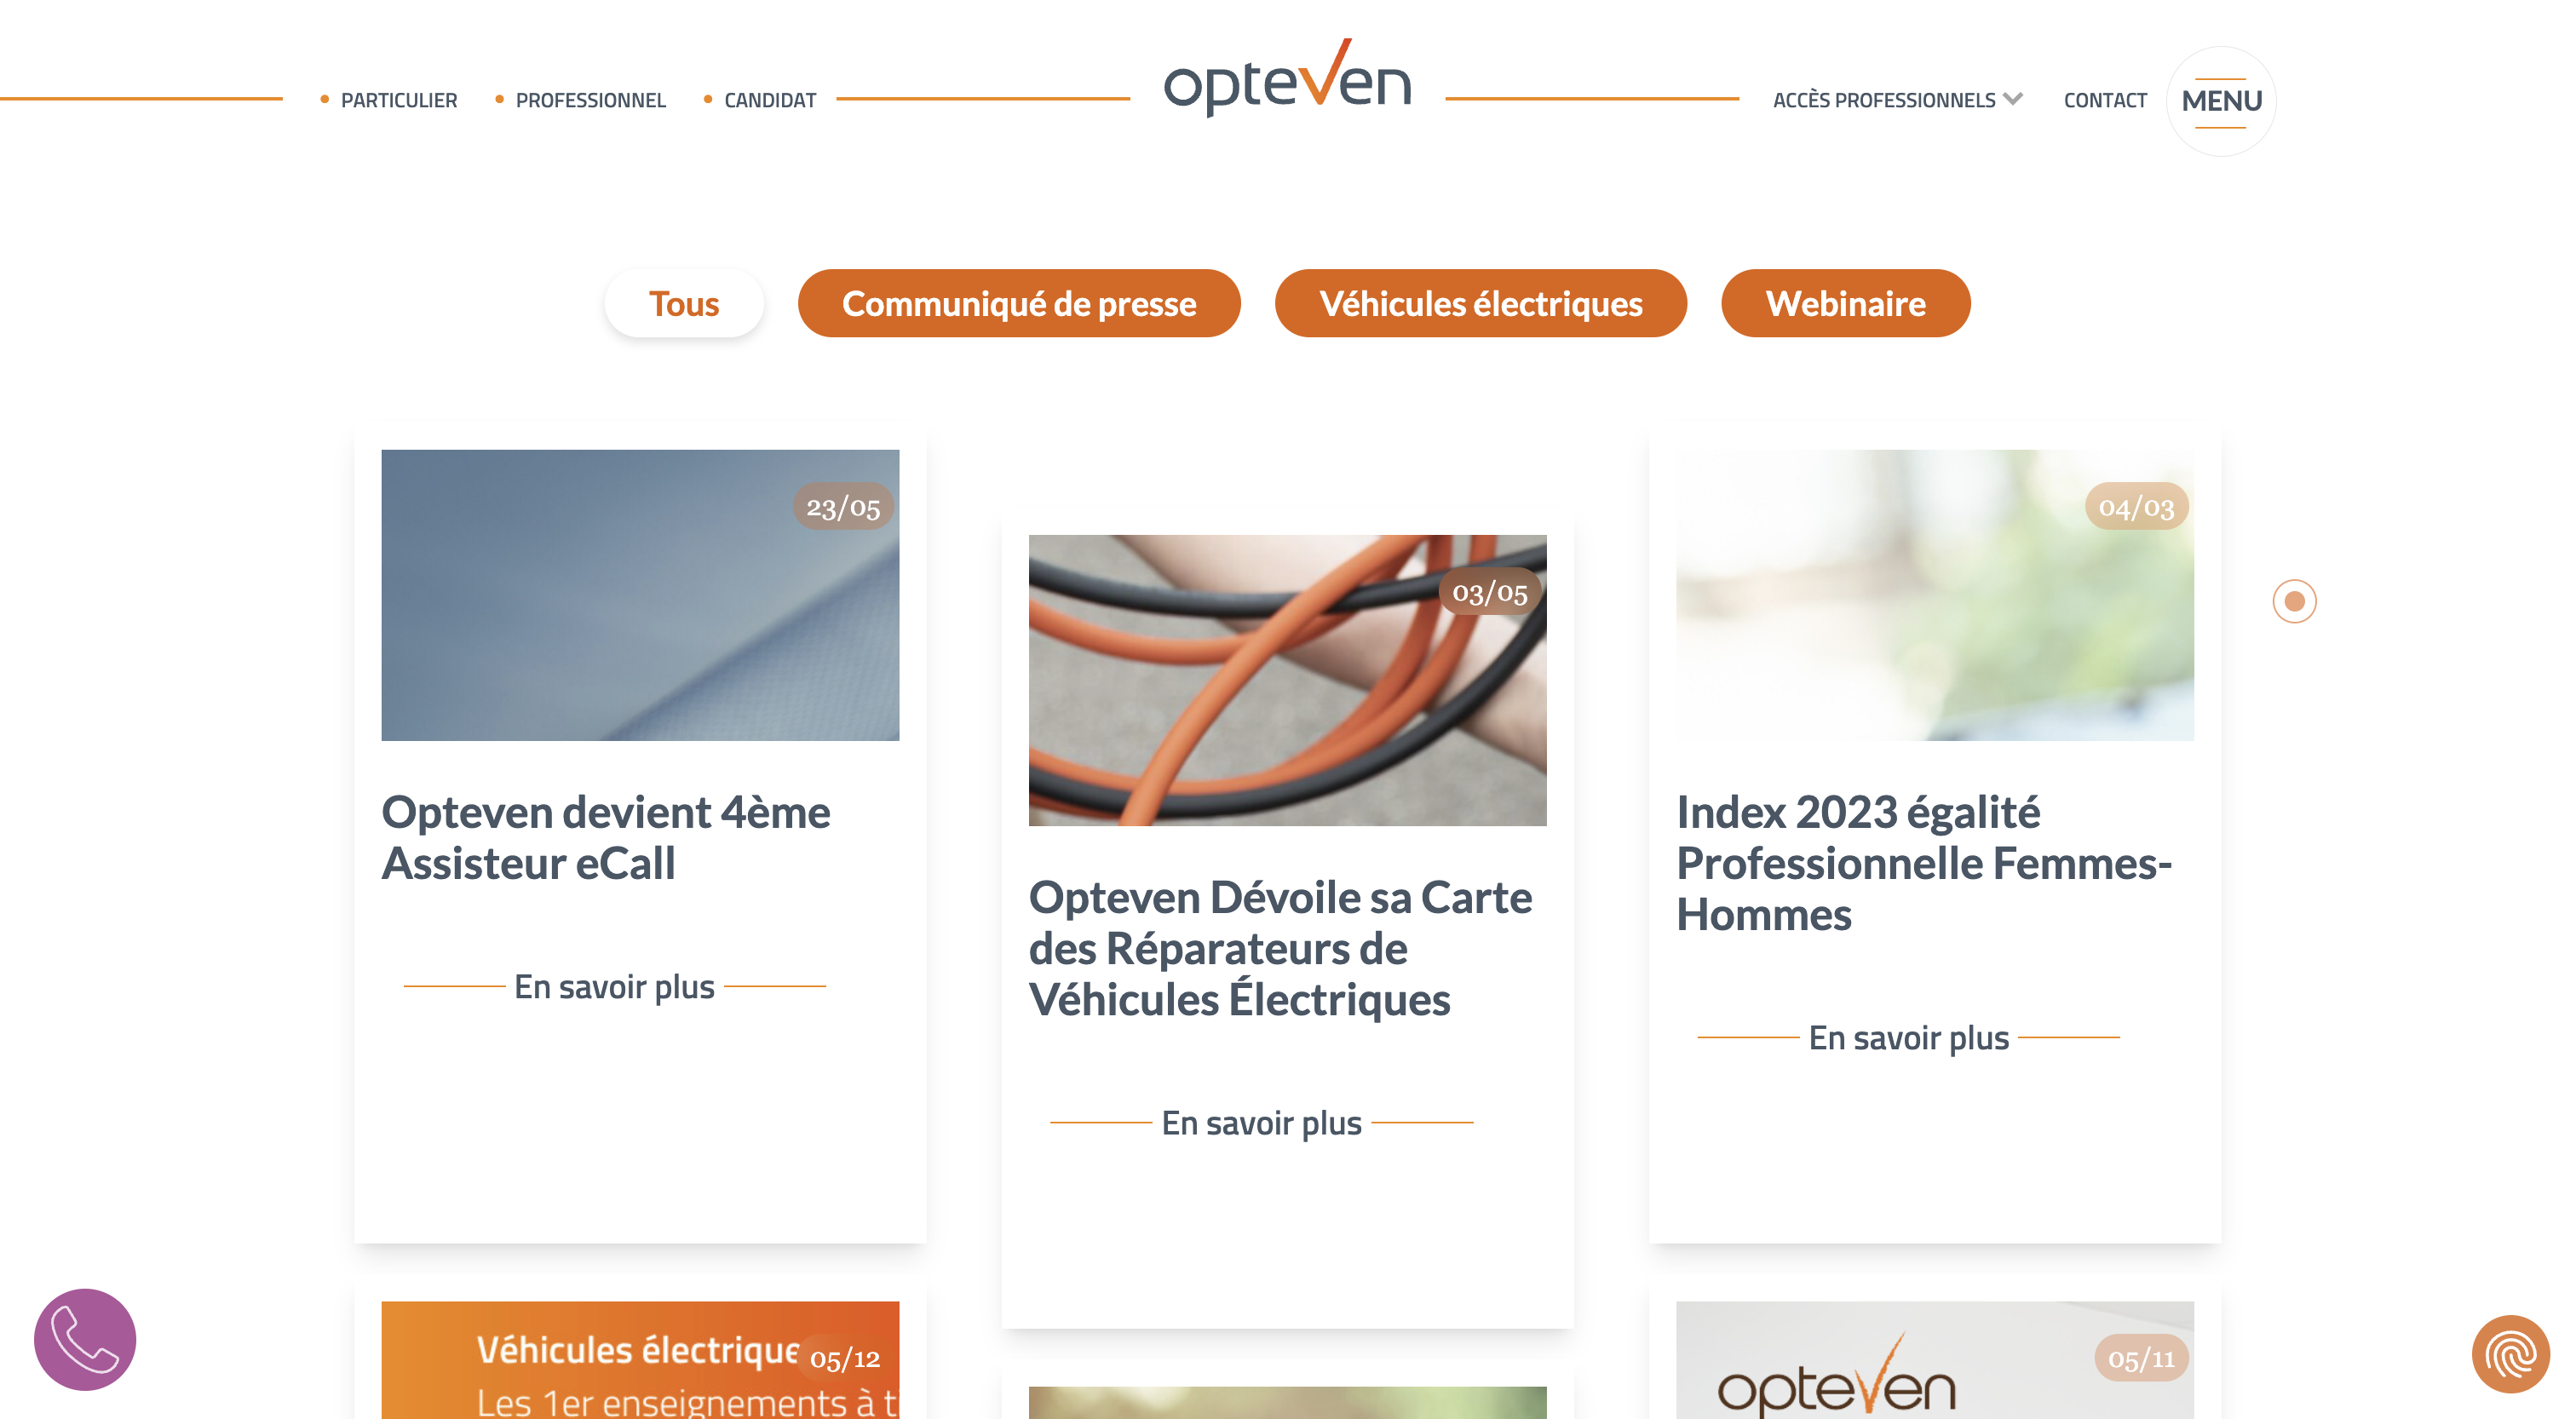 PARTICULIER
PROFESSIONNEL
CANDIDAT
opteven
ACCÈS PROFESSIONNELS
CONTACT
MENU
Tous
Communiqué de presse
Véhicules électriques
Webinaire
23/05
Opteven devient 4ème
Assisteur eCall
En savoir plus
03/05
Opteven Dévoile sa Carte
des Réparateurs de
Véhicules Électriques
En savoir plus
04/03
Index 2023 égalité
Professionnelle Femmes-
Hommes
En savoir plus
Véhicules électrique
05/12
Les 1er enseignements à
opteven
05/11